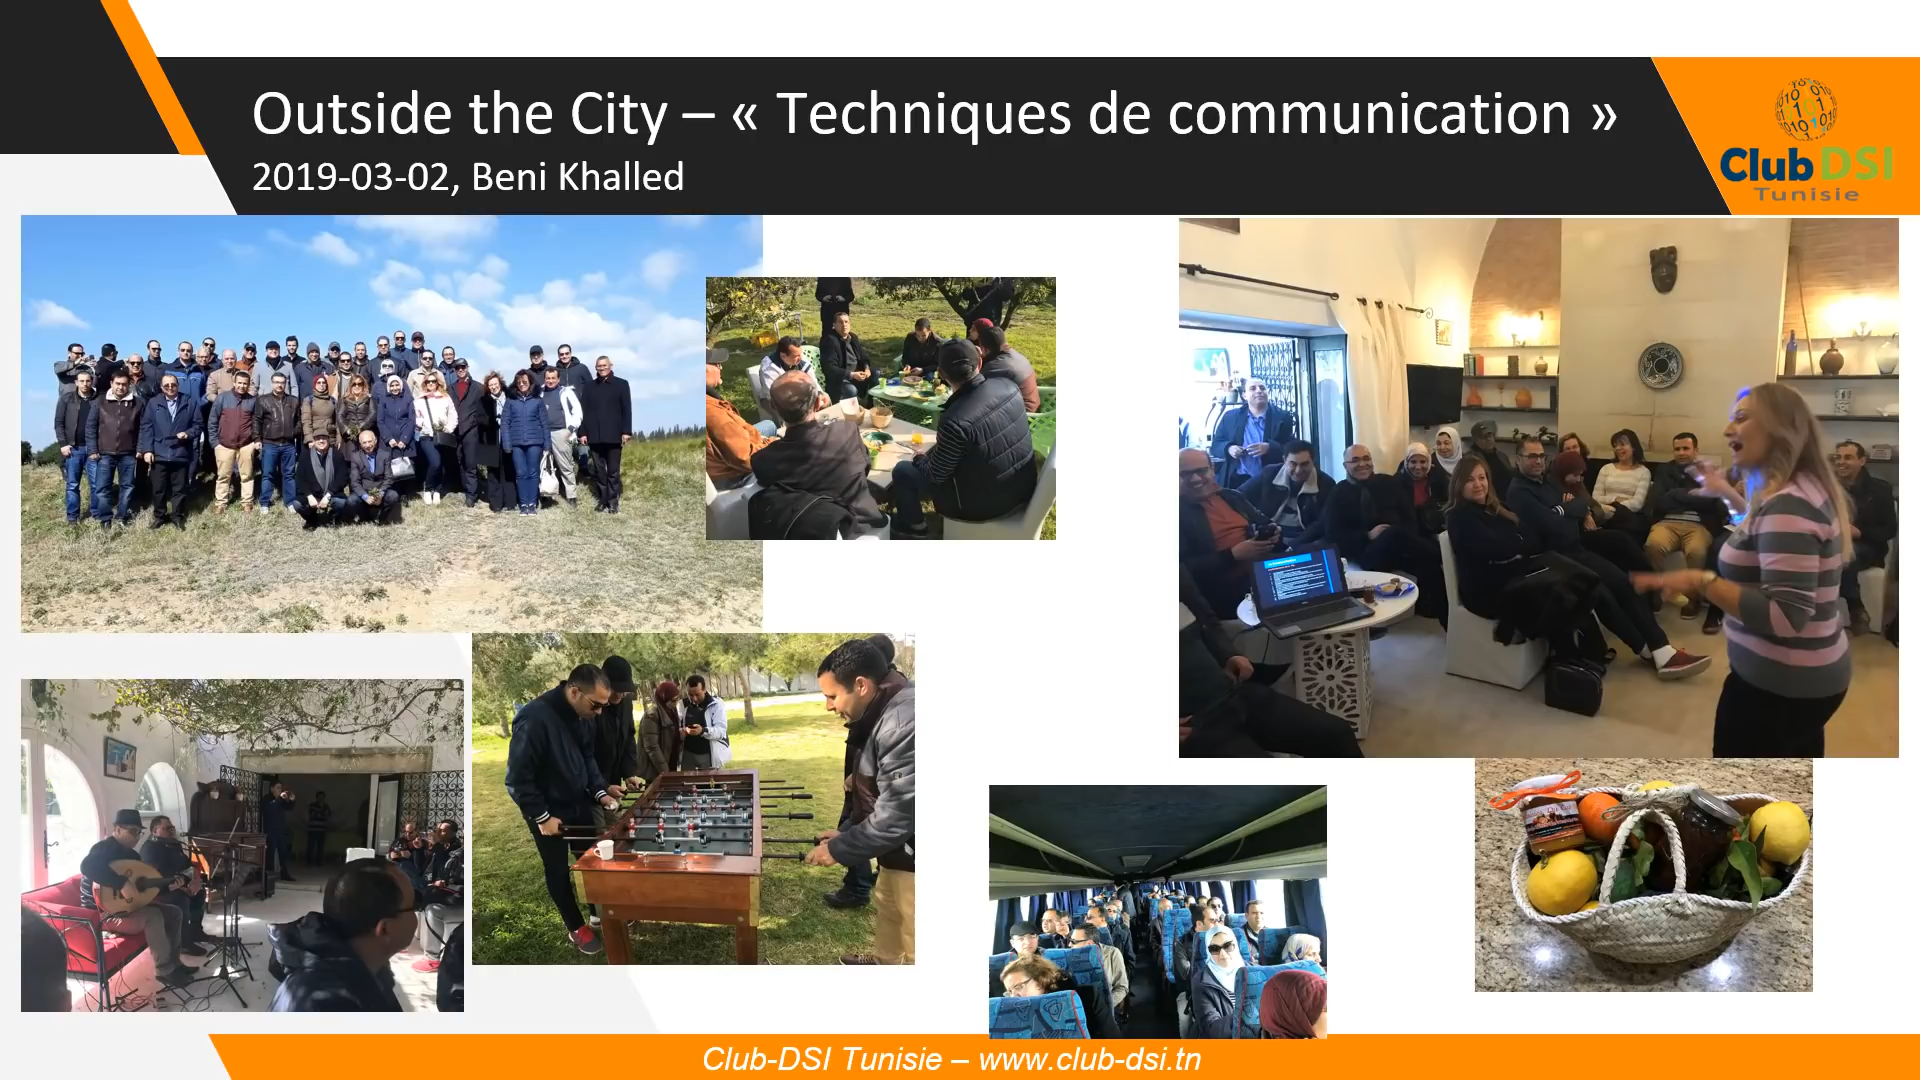 Outside the City – « Techniques de communication »
2019-03-02, Beni Khalled
Club DSI
Tunisie
Club-DSI Tunisie – www.club-dsi.tn